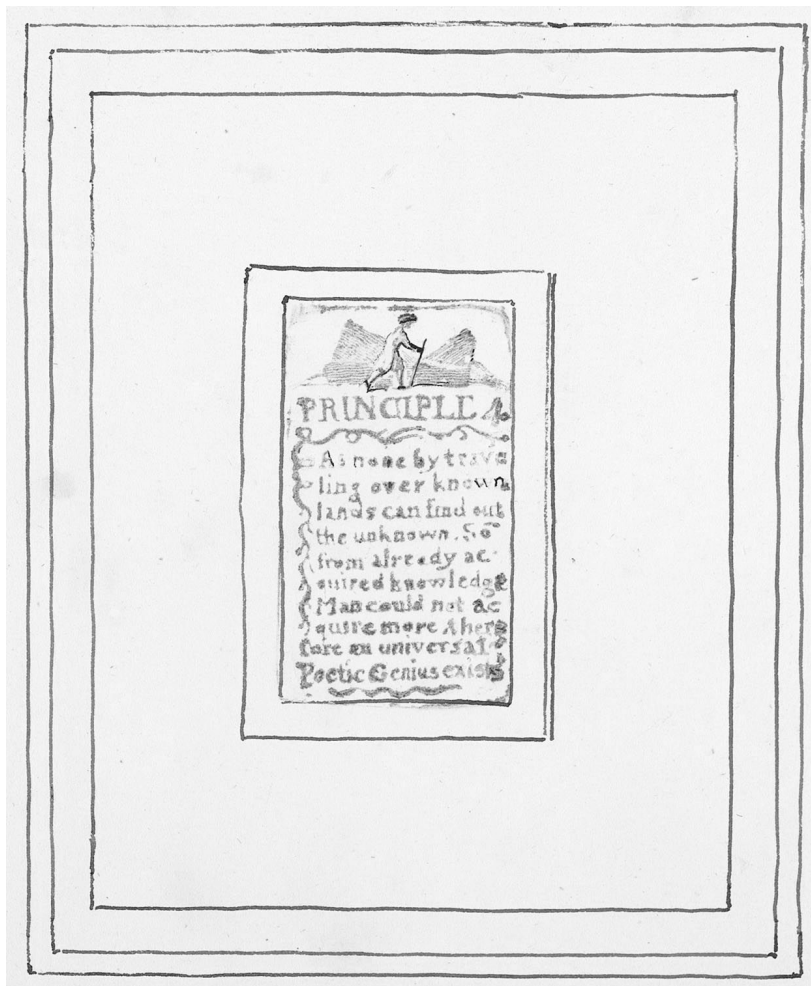 PRINCIPLE 4.
As none by trave
ling over known
lands can find out
the unknown. So
from already ac-
quired knowledge
Man could not ac
quire more. ther
fore an universal
Poetic Genius exists